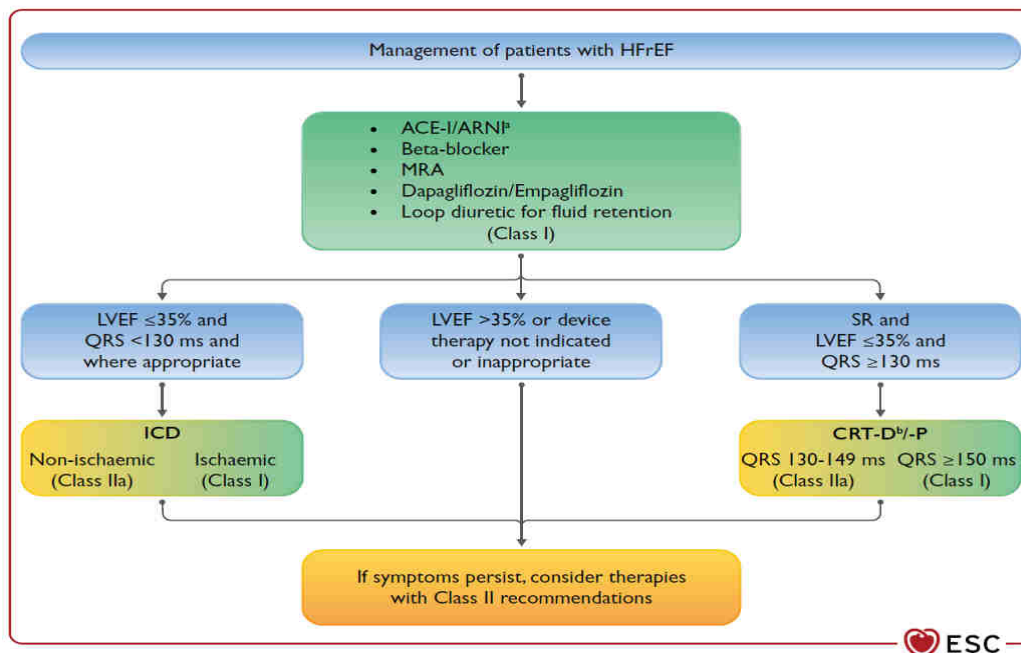 Management of patients with HFrEF
• ACE-I/ARNIᵃ
• Beta-blocker
• MRA
• Dapagliflozin/Empagliflozin
• Loop diuretic for fluid retention
(Class I)
LVEF ≤35% and
QRS <130 ms and
where appropriate
LVEF >35% or device
therapy not indicated
or inappropriate
SR and
LVEF ≤35% and
QRS ≥130 ms
ICD
Non-ischaemic Ischaemic
(Class IIa) (Class I)
CRT-Dᵇ/-P
QRS 130-149 ms QRS ≥150 ms
(Class IIa) (Class I)
If symptoms persist, consider therapies
with Class II recommendations
ESC